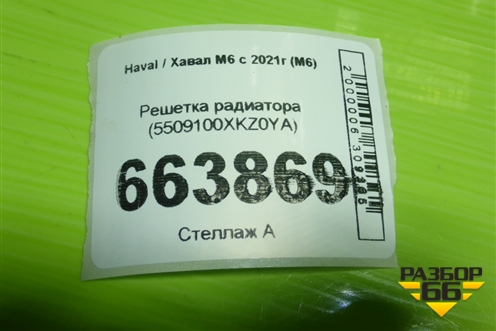 Haval / Хавал М6 с 2021г (М6)
Решетка радиатора
(5509100XKZ0YA)
663869
Стеллаж А
РАЗБОР
66